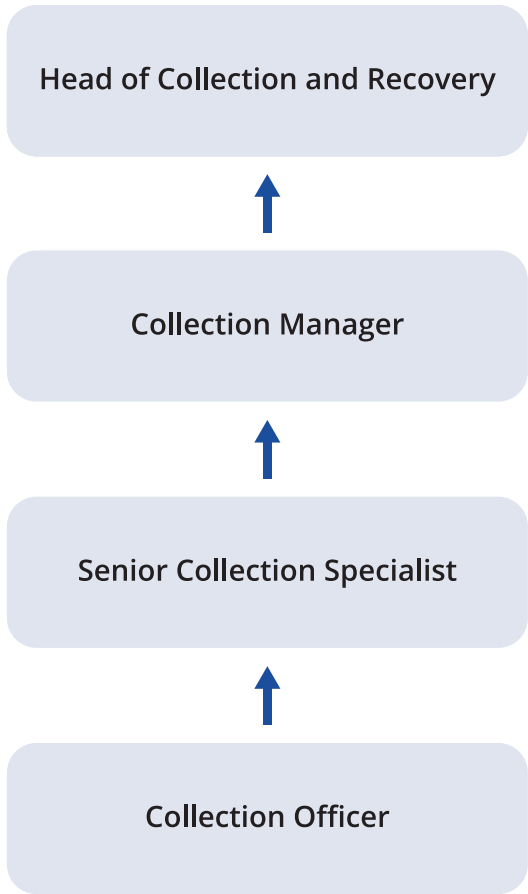 Head of Collection and Recovery
Collection Manager
Senior Collection Specialist
Collection Officer